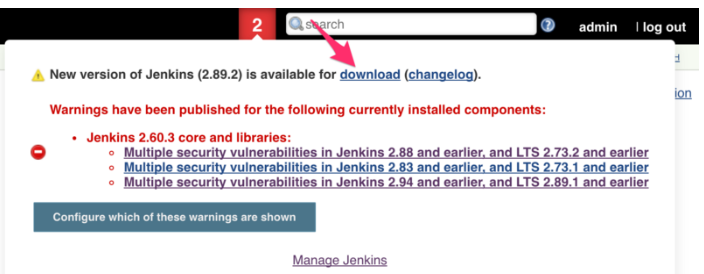 2
search
admin
| log out
ion
New version of Jenkins (2.89.2) is available for download (changelog).
Warnings have been published for the following currently installed components:
Jenkins 2.60.3 core and libraries:
Multiple security vulnerabilities in Jenkins 2.88 and earlier, and LTS 2.73.2 and earlier
Multiple security vulnerabilities in Jenkins 2.83 and earlier, and LTS 2.73.1 and earlier
Multiple security vulnerabilities in Jenkins 2.94 and earlier, and LTS 2.89.1 and earlier
Configure which of these warnings are shown
Manage Jenkins